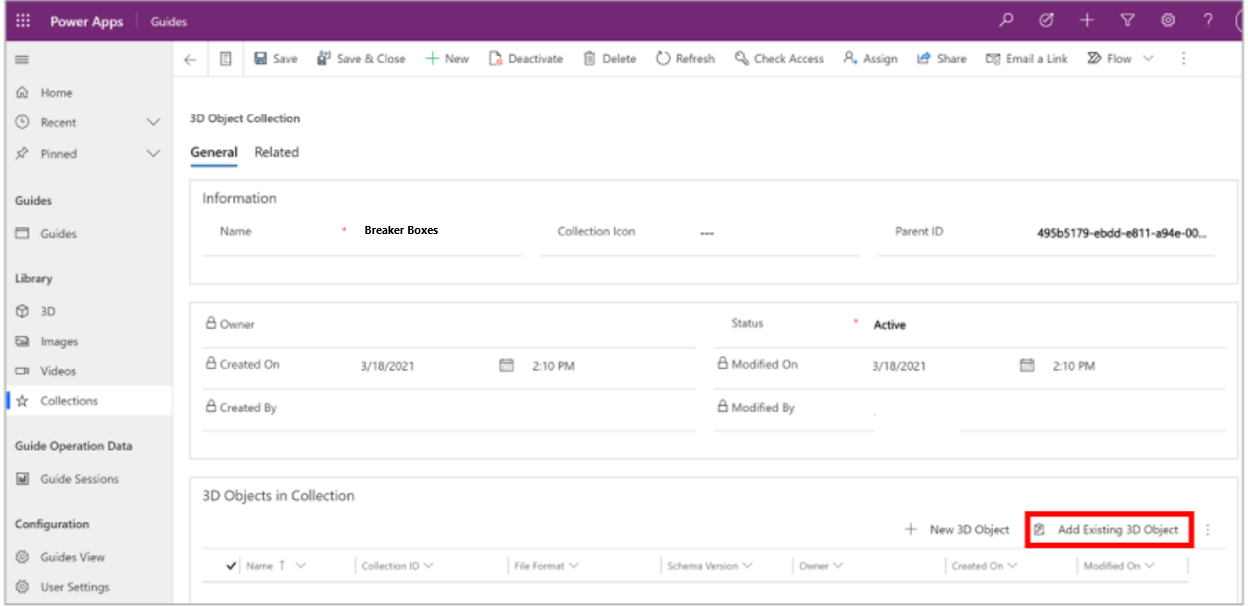 Power Apps Guides
Save Save & Close New Deactivate Delete Refresh Check Access Assign Share Email a Link Flow
Home
Recent
Pinned
Guides
Guides
Library
3D
Images
Videos
Collections
Guide Operation Data
Guide Sessions
Configuration
Guides View
User Settings
3D Object Collection
General Related
Information
Name * Breaker Boxes Collection Icon --- Parent ID 495b5179-ebdd-e811-a94e-00...
Owner Status * Active
Created On 3/18/2021 2:10 PM Modified On 3/18/2021 2:10 PM
Created By Modified By
3D Objects in Collection
New 3D Object Add Existing 3D Object
Name ↑ Collection ID File Format Schema Version Owner Created On Modified On